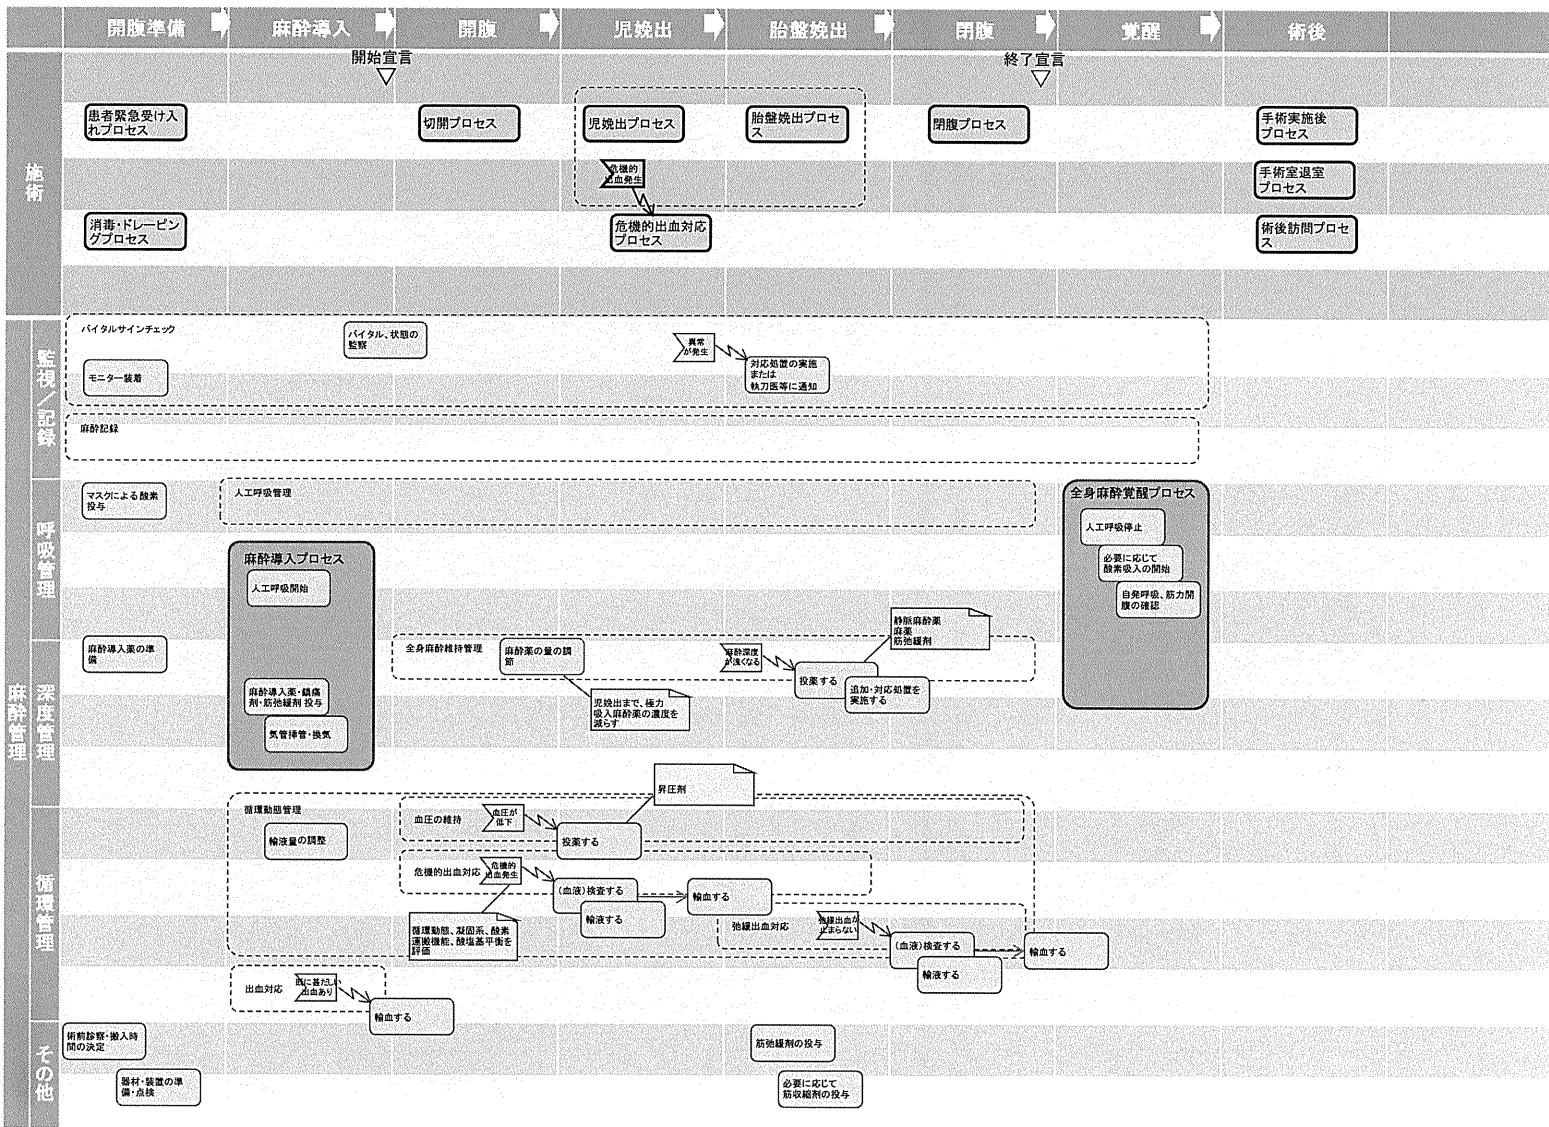 開腹準備
麻酔導入
開腹
児娩出
胎盤娩出
閉腹
覚醒
術後
開始宣言
終了宣言
施術
患者緊急受け入
れプロセス
切開プロセス
児娩出プロセス
胎盤娩出プロセ
ス
閉腹プロセス
手術実施後
プロセス
危機的
出血発生
手術室退室
プロセス
消毒・ドレーピン
グプロセス
危機的出血対応
プロセス
術後訪問プロセ
ス
麻酔管理
監視／記録
バイタルサインチェック
バイタル、状態の
監察
異常
が発生
モニター装着
対応処置の実施
または
執刀医等に通知
麻酔記録
呼吸管理
マスクによる酸素
投与
人工呼吸管理
全身麻酔覚醒プロセス
人工呼吸停止
必要に応じて
酸素吸入の開始
自発呼吸、筋力開
腹の確認
麻酔導入プロセス
人工呼吸開始
深度管理
麻酔導入薬の準
備
麻酔導入薬・鎮痛
剤・筋弛緩剤 投与
気管挿管・換気
全身麻酔維持管理
麻酔薬の量の調
節
児娩出まで、極力
吸入麻酔薬の濃度を
減らす
麻酔深度
が浅くなる
投薬する
追加・対応処置を
実施する
静脈麻酔薬
麻薬
筋弛緩剤
循環管理
循環動態管理
輸液量の調整
血圧の維持
血圧が
低下
投薬する
昇圧剤
危機的出血対応
危機的
出血発生
（血液）検査する
輸液する
輸血する
循環動態、凝固系、酸素
運搬機能、酸塩基平衡を
評価
弛緩出血対応
弛緩出血が
止まらない
（血液）検査する
輸液する
輸血する
出血対応
既に甚だしい
出血あり
輸血する
その他
術前診察・搬入時
間の決定
器材・装置の準
備・点検
筋弛緩剤の投与
必要に応じて
筋収縮剤の投与